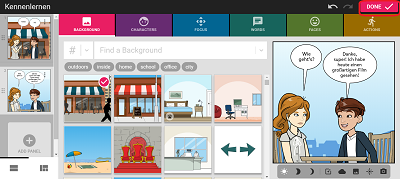 Kennenlernen
DONE
BACKGROUND
CHARACTERS
FOCUS
WORDS
FACES
ACTIONS
# Find a Background
outdoors inside home school office city
ADD PANEL
Wie
geht's?
Danke,
super! Ich habe
heute einen
großartigen Film
gesehen!